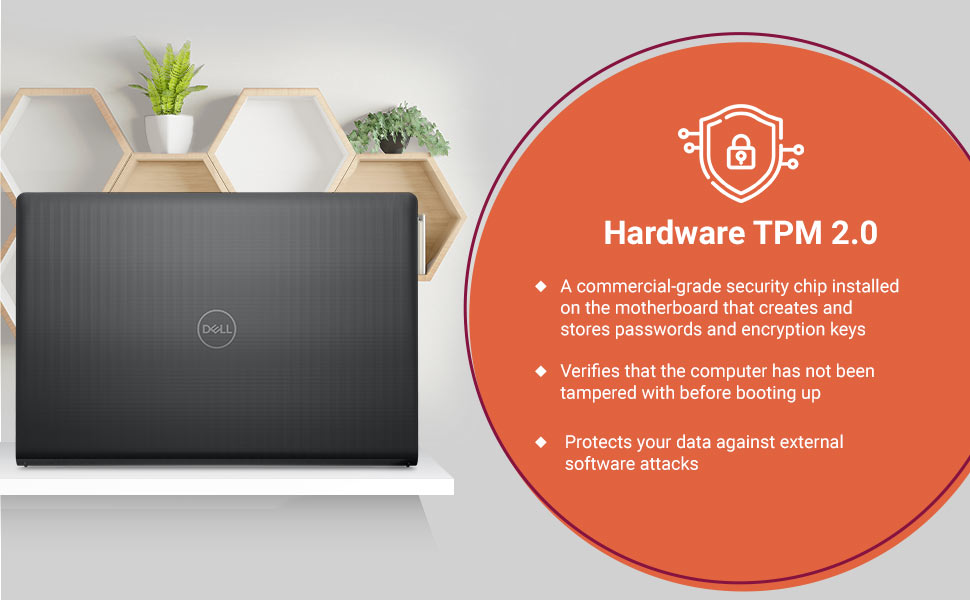 DELL
Hardware TPM 2.0
A commercial-grade security chip installed
on the motherboard that creates and
stores passwords and encryption keys
Verifies that the computer has not been
tampered with before booting up
Protects your data against external
software attacks